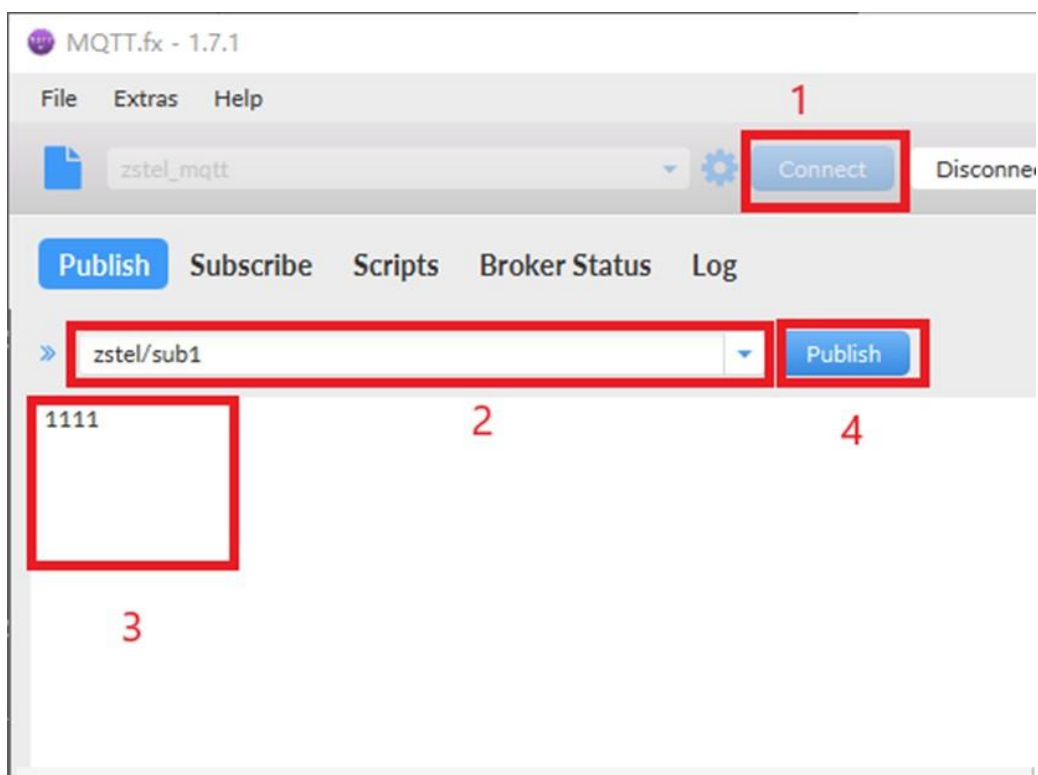 MQTT.fx - 1.7.1
File Extras Help
1
zstel_mqtt Connect Disconne
Publish Subscribe Scripts Broker Status Log
zstel/sub1 Publish
1111
2
4
3